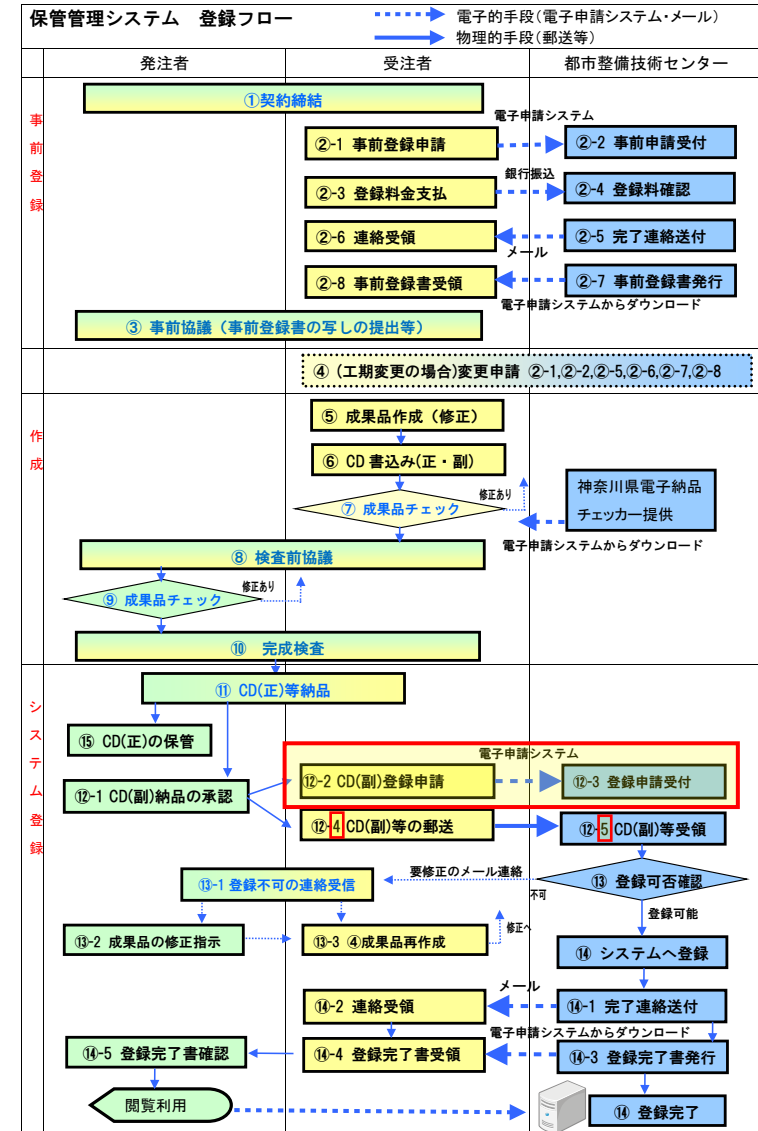 保管管理システム　登録フロー
電子的手段(電子申請システム・メール)
物理的手段(郵送等)
発注者
受注者
都市整備技術センター
事前登録
①契約締結
電子申請システム
②-1 事前登録申請
②-2 事前申請受付
銀行振込
②-3 登録料金支払
②-4 登録料確認
②-6 連絡受領
②-5 完了連絡送付
メール
②-8 事前登録書受領
②-7 事前登録書発行
電子申請システムからダウンロード
③ 事前協議（事前登録書の写しの提出等）
④ (工期変更の場合)変更申請 ②-1,②-2,②-5,②-6,②-7,②-8
作成
⑤ 成果品作成（修正）
⑥ CD 書込み(正・副)
修正あり
⑦ 成果品チェック
神奈川県電子納品
チェッカー提供
電子申請システムからダウンロード
⑧ 検査前協議
修正あり
⑨ 成果品チェック
⑩ 完成検査
システム登録
⑪ CD(正)等納品
⑮ CD(正)の保管
電子申請システム
⑫-1 CD(副)納品の承認
⑫-2 CD(副)登録申請
⑫-3 登録申請受付
⑫-4 CD(副)等の郵送
⑫-5 CD(副)等受領
要修正のメール連絡
⑬ 登録可否確認
不可
⑬-1 登録不可の連絡受信
登録可能
修正へ
⑬-2 成果品の修正指示
⑬-3 ④成果品再作成
⑭ システムへ登録
メール
⑭-2 連絡受領
⑭-1 完了連絡送付
電子申請システムからダウンロード
⑭-5 登録完了書確認
⑭-4 登録完了書受領
⑭-3 登録完了書発行
閲覧利用
⑭ 登録完了